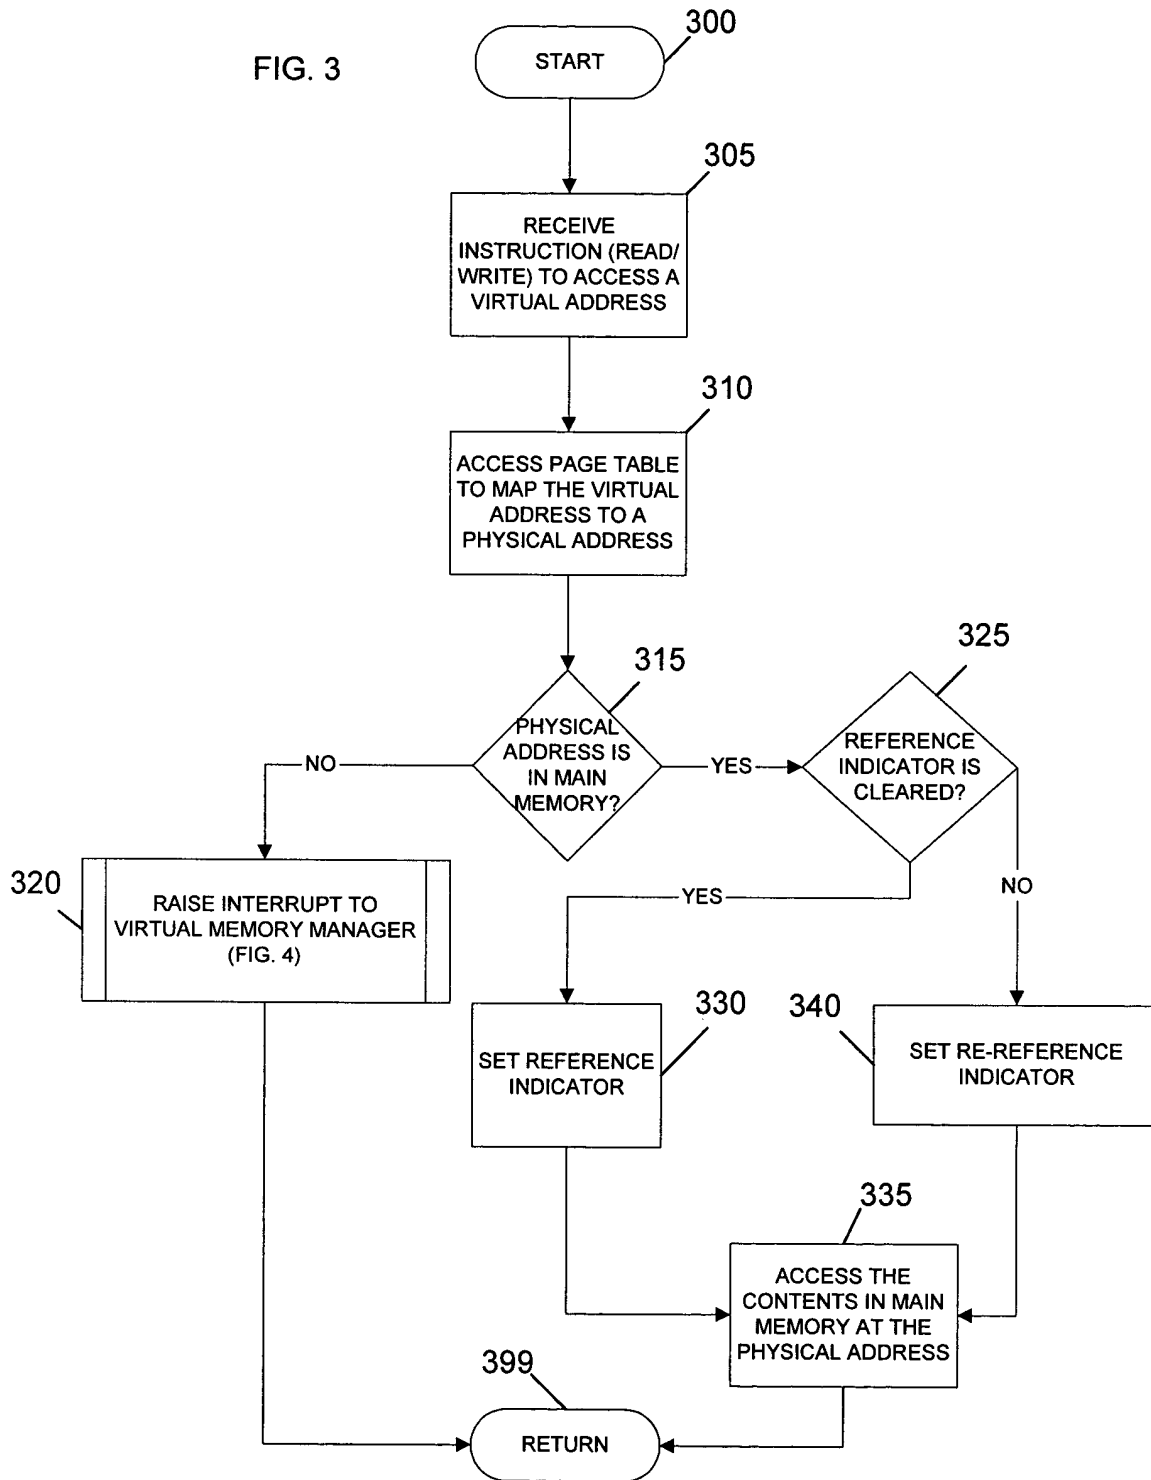 FIG. 3
300
START
305
RECEIVE
INSTRUCTION (READ/
WRITE) TO ACCESS A
VIRTUAL ADDRESS
310
ACCESS PAGE TABLE
TO MAP THE VIRTUAL
ADDRESS TO A
PHYSICAL ADDRESS
315
PHYSICAL
ADDRESS IS
IN MAIN
MEMORY?
NO
YES
325
REFERENCE
INDICATOR IS
CLEARED?
YES
NO
320
RAISE INTERRUPT TO
VIRTUAL MEMORY MANAGER
(FIG. 4)
330
SET REFERENCE
INDICATOR
340
SET RE-REFERENCE
INDICATOR
335
ACCESS THE
CONTENTS IN MAIN
MEMORY AT THE
PHYSICAL ADDRESS
399
RETURN